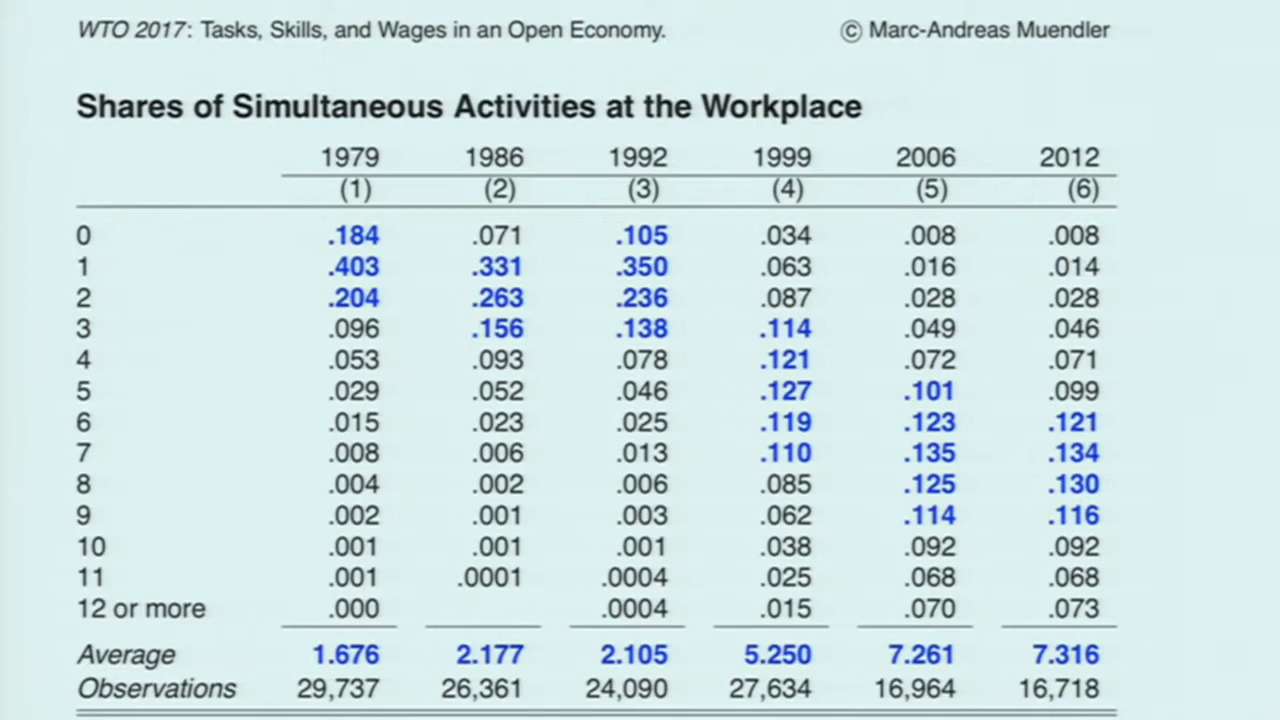 WTO 2017: Tasks, Skills, and Wages in an Open Economy. © Marc-Andreas Muendler
Shares of Simultaneous Activities at the Workplace
1979 1986 1992 1999 2006 2012
(1) (2) (3) (4) (5) (6)
0 .184 .071 .105 .034 .008 .008
1 .403 .331 .350 .063 .016 .014
2 .204 .263 .236 .087 .028 .028
3 .096 .156 .138 .114 .049 .046
4 .053 .093 .078 .121 .072 .071
5 .029 .052 .046 .127 .101 .099
6 .015 .023 .025 .119 .123 .121
7 .008 .006 .013 .110 .135 .134
8 .004 .002 .006 .085 .125 .130
9 .002 .001 .003 .062 .114 .116
10 .001 .001 .001 .038 .092 .092
11 .001 .0001 .0004 .025 .068 .068
12 or more .000 .0004 .015 .070 .073
Average 1.676 2.177 2.105 5.250 7.261 7.316
Observations 29,737 26,361 24,090 27,634 16,964 16,718